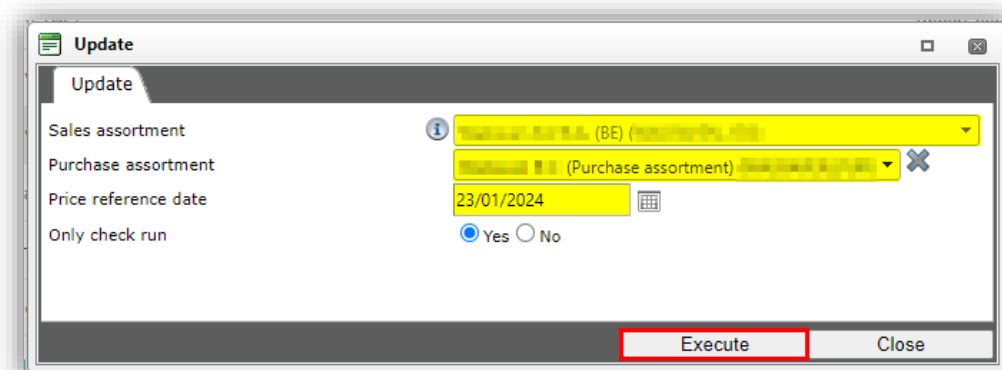 Update
Update
Sales assortment (BE) (
Purchase assortment (Purchase assortment)
Price reference date 23/01/2024
Only check run Yes No
Execute Close